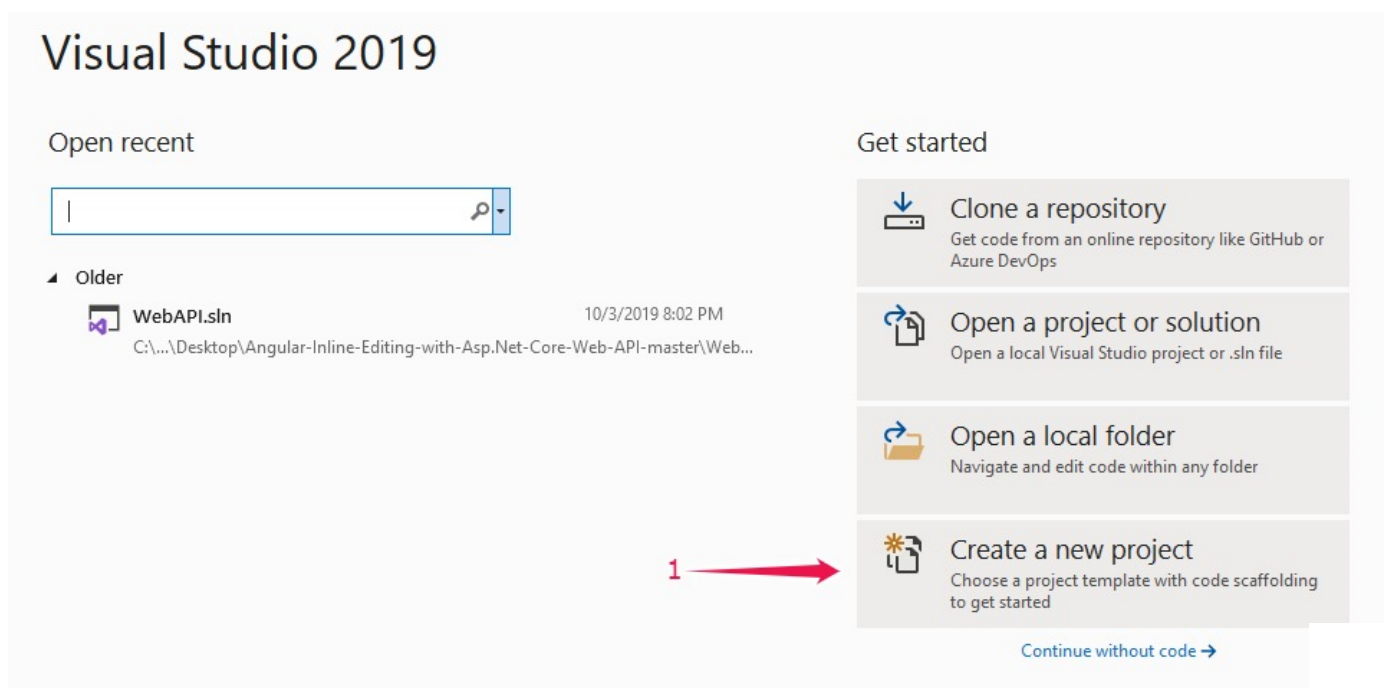 Visual Studio 2019
Open recent
Older
WebAPI.sln 10/3/2019 8:02 PM
C:\...\Desktop\Angular-Inline-Editing-with-Asp.Net-Core-Web-API-master\Web...
Get started
Clone a repository
Get code from an online repository like GitHub or
Azure DevOps
Open a project or solution
Open a local Visual Studio project or .sln file
Open a local folder
Navigate and edit code within any folder
1
Create a new project
Choose a project template with code scaffolding
to get started
Continue without code →